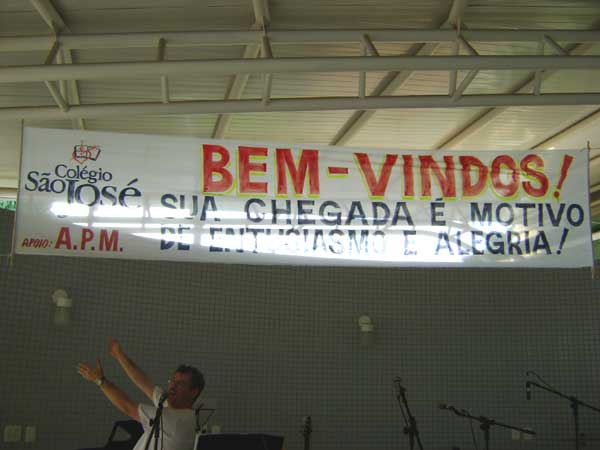 Colégio
São José
APOIO: A.P.M.
BEM-VINDOS!
SUA CHEGADA É MOTIVO
DE ENTUSIASMO E ALEGRIA!